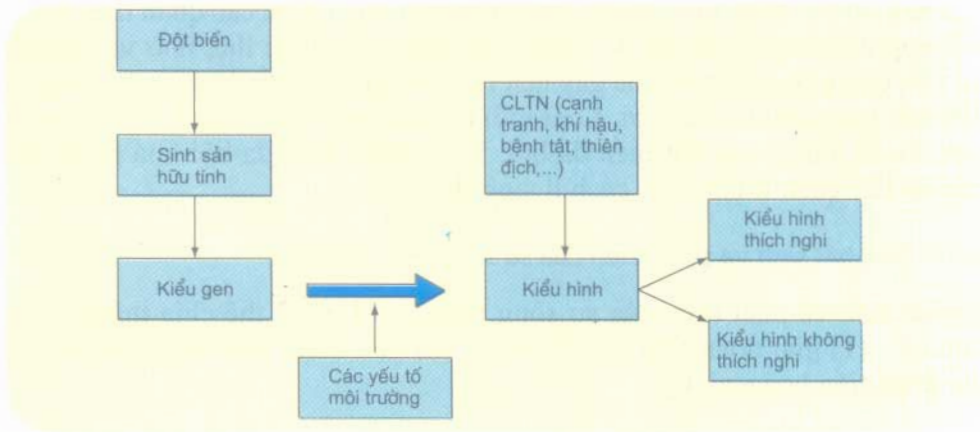 Đột biến
Sinh sản
hữu tính
Kiểu gen
Các yếu tố
môi trường
CLTN (cạnh
tranh, khí hậu,
bệnh tật, thiên
địch,...)
Kiểu hình
Kiểu hình
thích nghi
Kiểu hình không
thích nghi